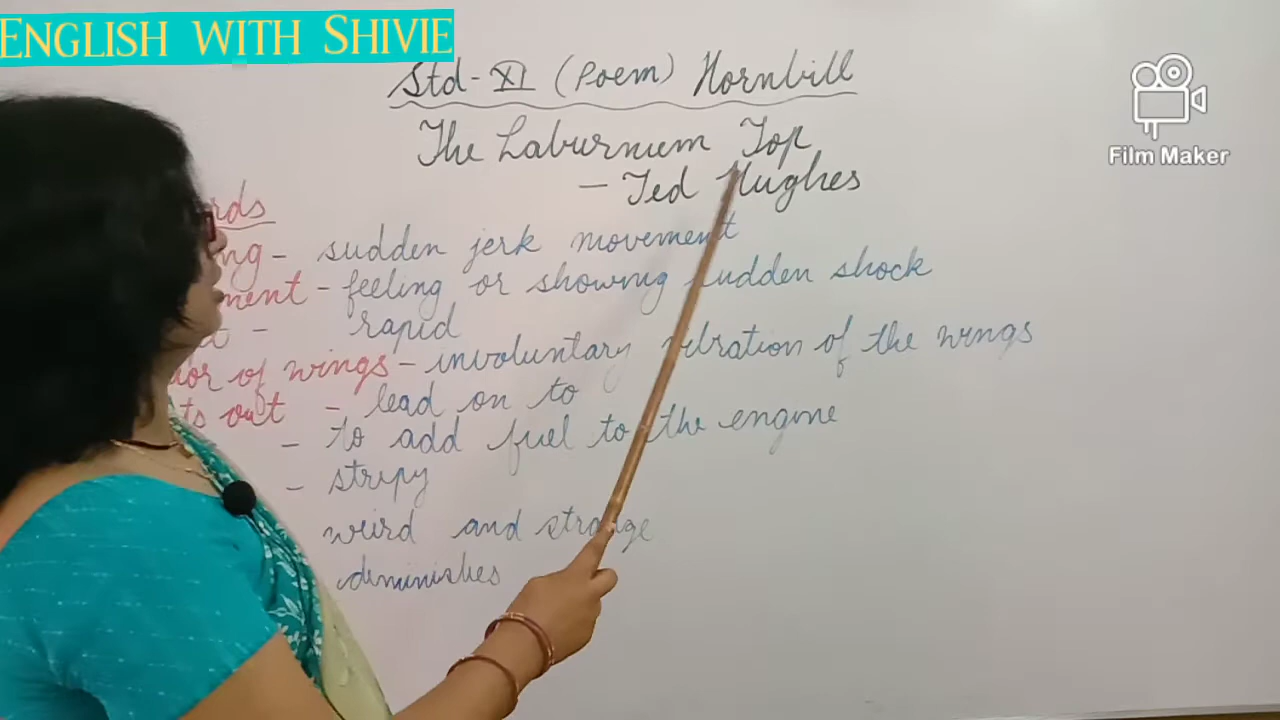 ENGLISH WITH SHIVIE
Film Maker
Std-XI (Poem) Hornbill
The Laburnum Top
- Ted Hughes
- sudden jerk movement
- feeling or showing sudden shock
- rapid
of wings - involuntary vibration of the wings
out - lead on to
- to add fuel to the engine
- stripy
weird and strange
diminishes